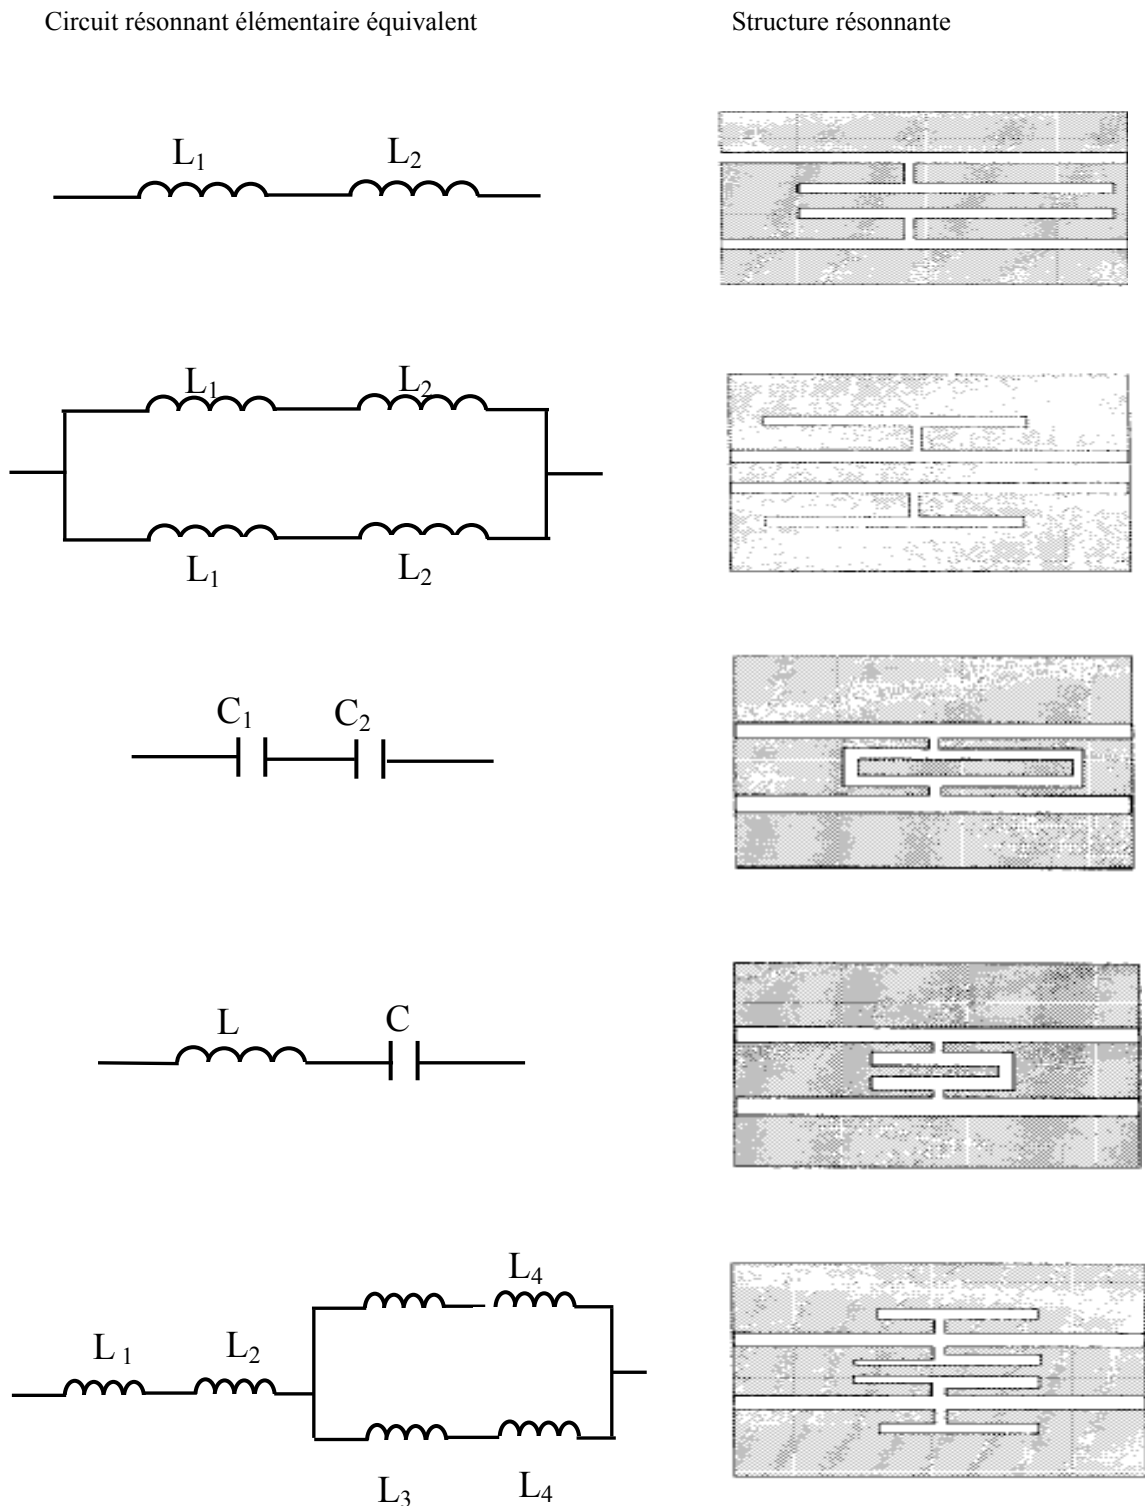 Circuit résonnant élémentaire équivalent Structure résonnante
L₁ L₂
L₁ L₂
L₁ L₂
C₁ C₂
L C
L₄
L ₁ L₂
L₃ L₄